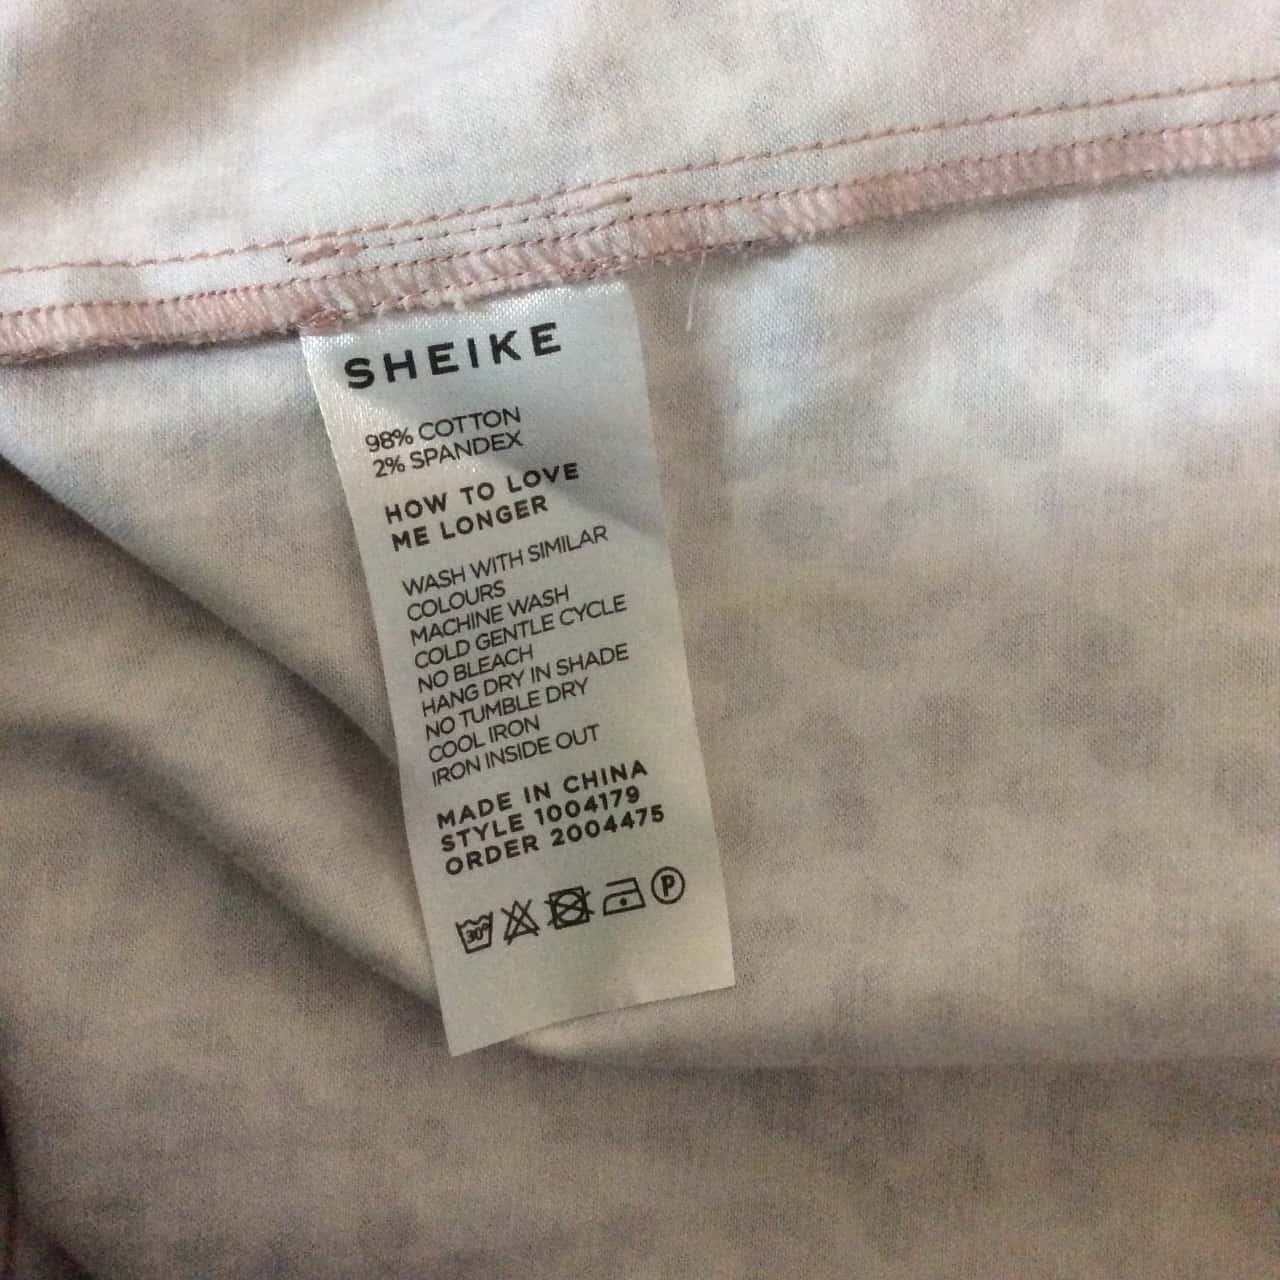 SHEIKE
98% COTTON
2% SPANDEX
HOW TO LOVE
ME LONGER
WASH WITH SIMILAR
COLOURS
MACHINE WASH
COLD GENTLE CYCLE
NO BLEACH
HANG DRY IN SHADE
NO TUMBLE DRY
COOL IRON
IRON INSIDE OUT
MADE IN CHINA
STYLE 1004179
ORDER 2004475
30° P